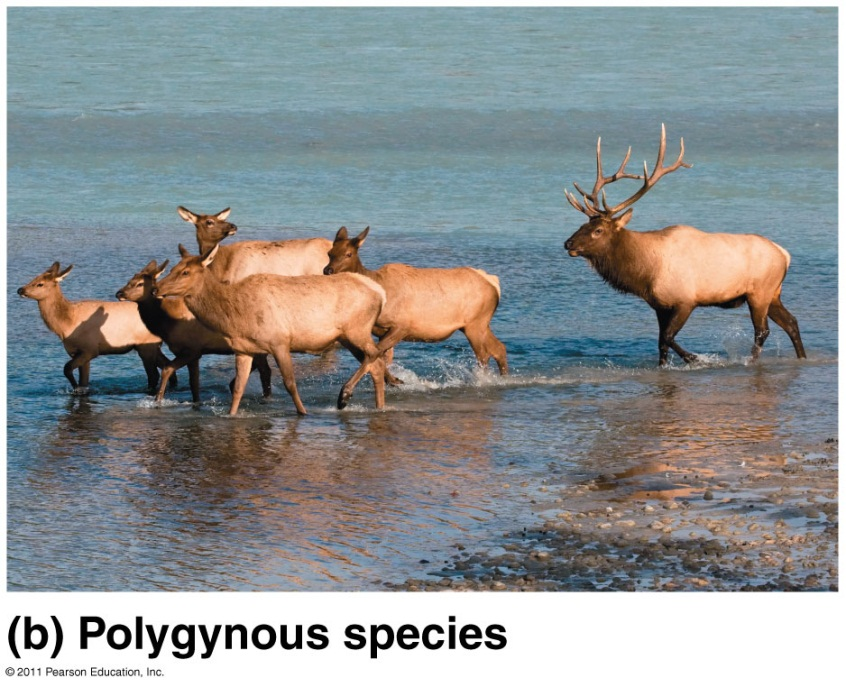 (b) Polygynous species
© 2011 Pearson Education, Inc.